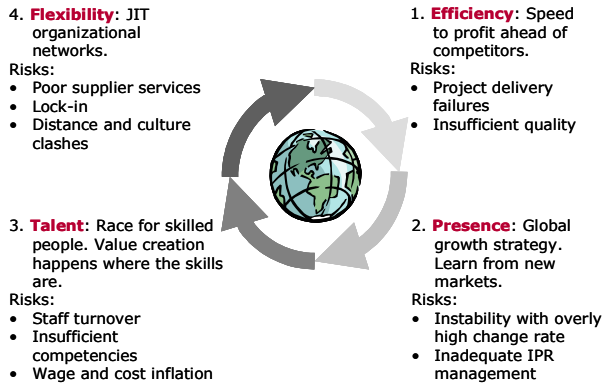 4. Flexibility: JIT
organizational
networks.
Risks:
• Poor supplier services
• Lock-in
• Distance and culture
clashes
1. Efficiency: Speed
to profit ahead of
competitors.
Risks:
• Project delivery
failures
• Insufficient quality
3. Talent: Race for skilled
people. Value creation
happens where the skills
are.
Risks:
• Staff turnover
• Insufficient
competencies
• Wage and cost inflation
2. Presence: Global
growth strategy.
Learn from new
markets.
Risks:
• Instability with overly
high change rate
• Inadequate IPR
management